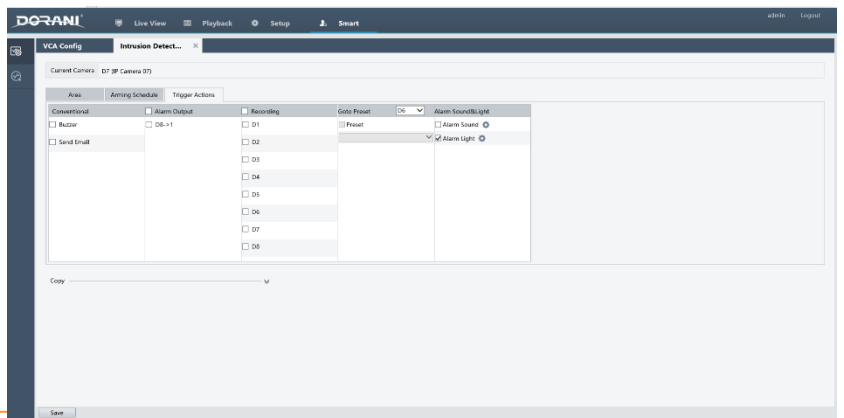 DORANI
Live View Playback Setup Smart
admin Logout
VCA Config Intrusion Detect... ×
Current Camera D7 (IP Camera 07)
Area Arming Schedule Trigger Actions
Conventional Alarm Output Recording Goto Preset D6 Alarm Sound&Light
Buzzer D8->1 D1 Preset Alarm Sound
Alarm Light
Send Email D2
D3
D4
D5
D6
D7
D8
Copy
Save